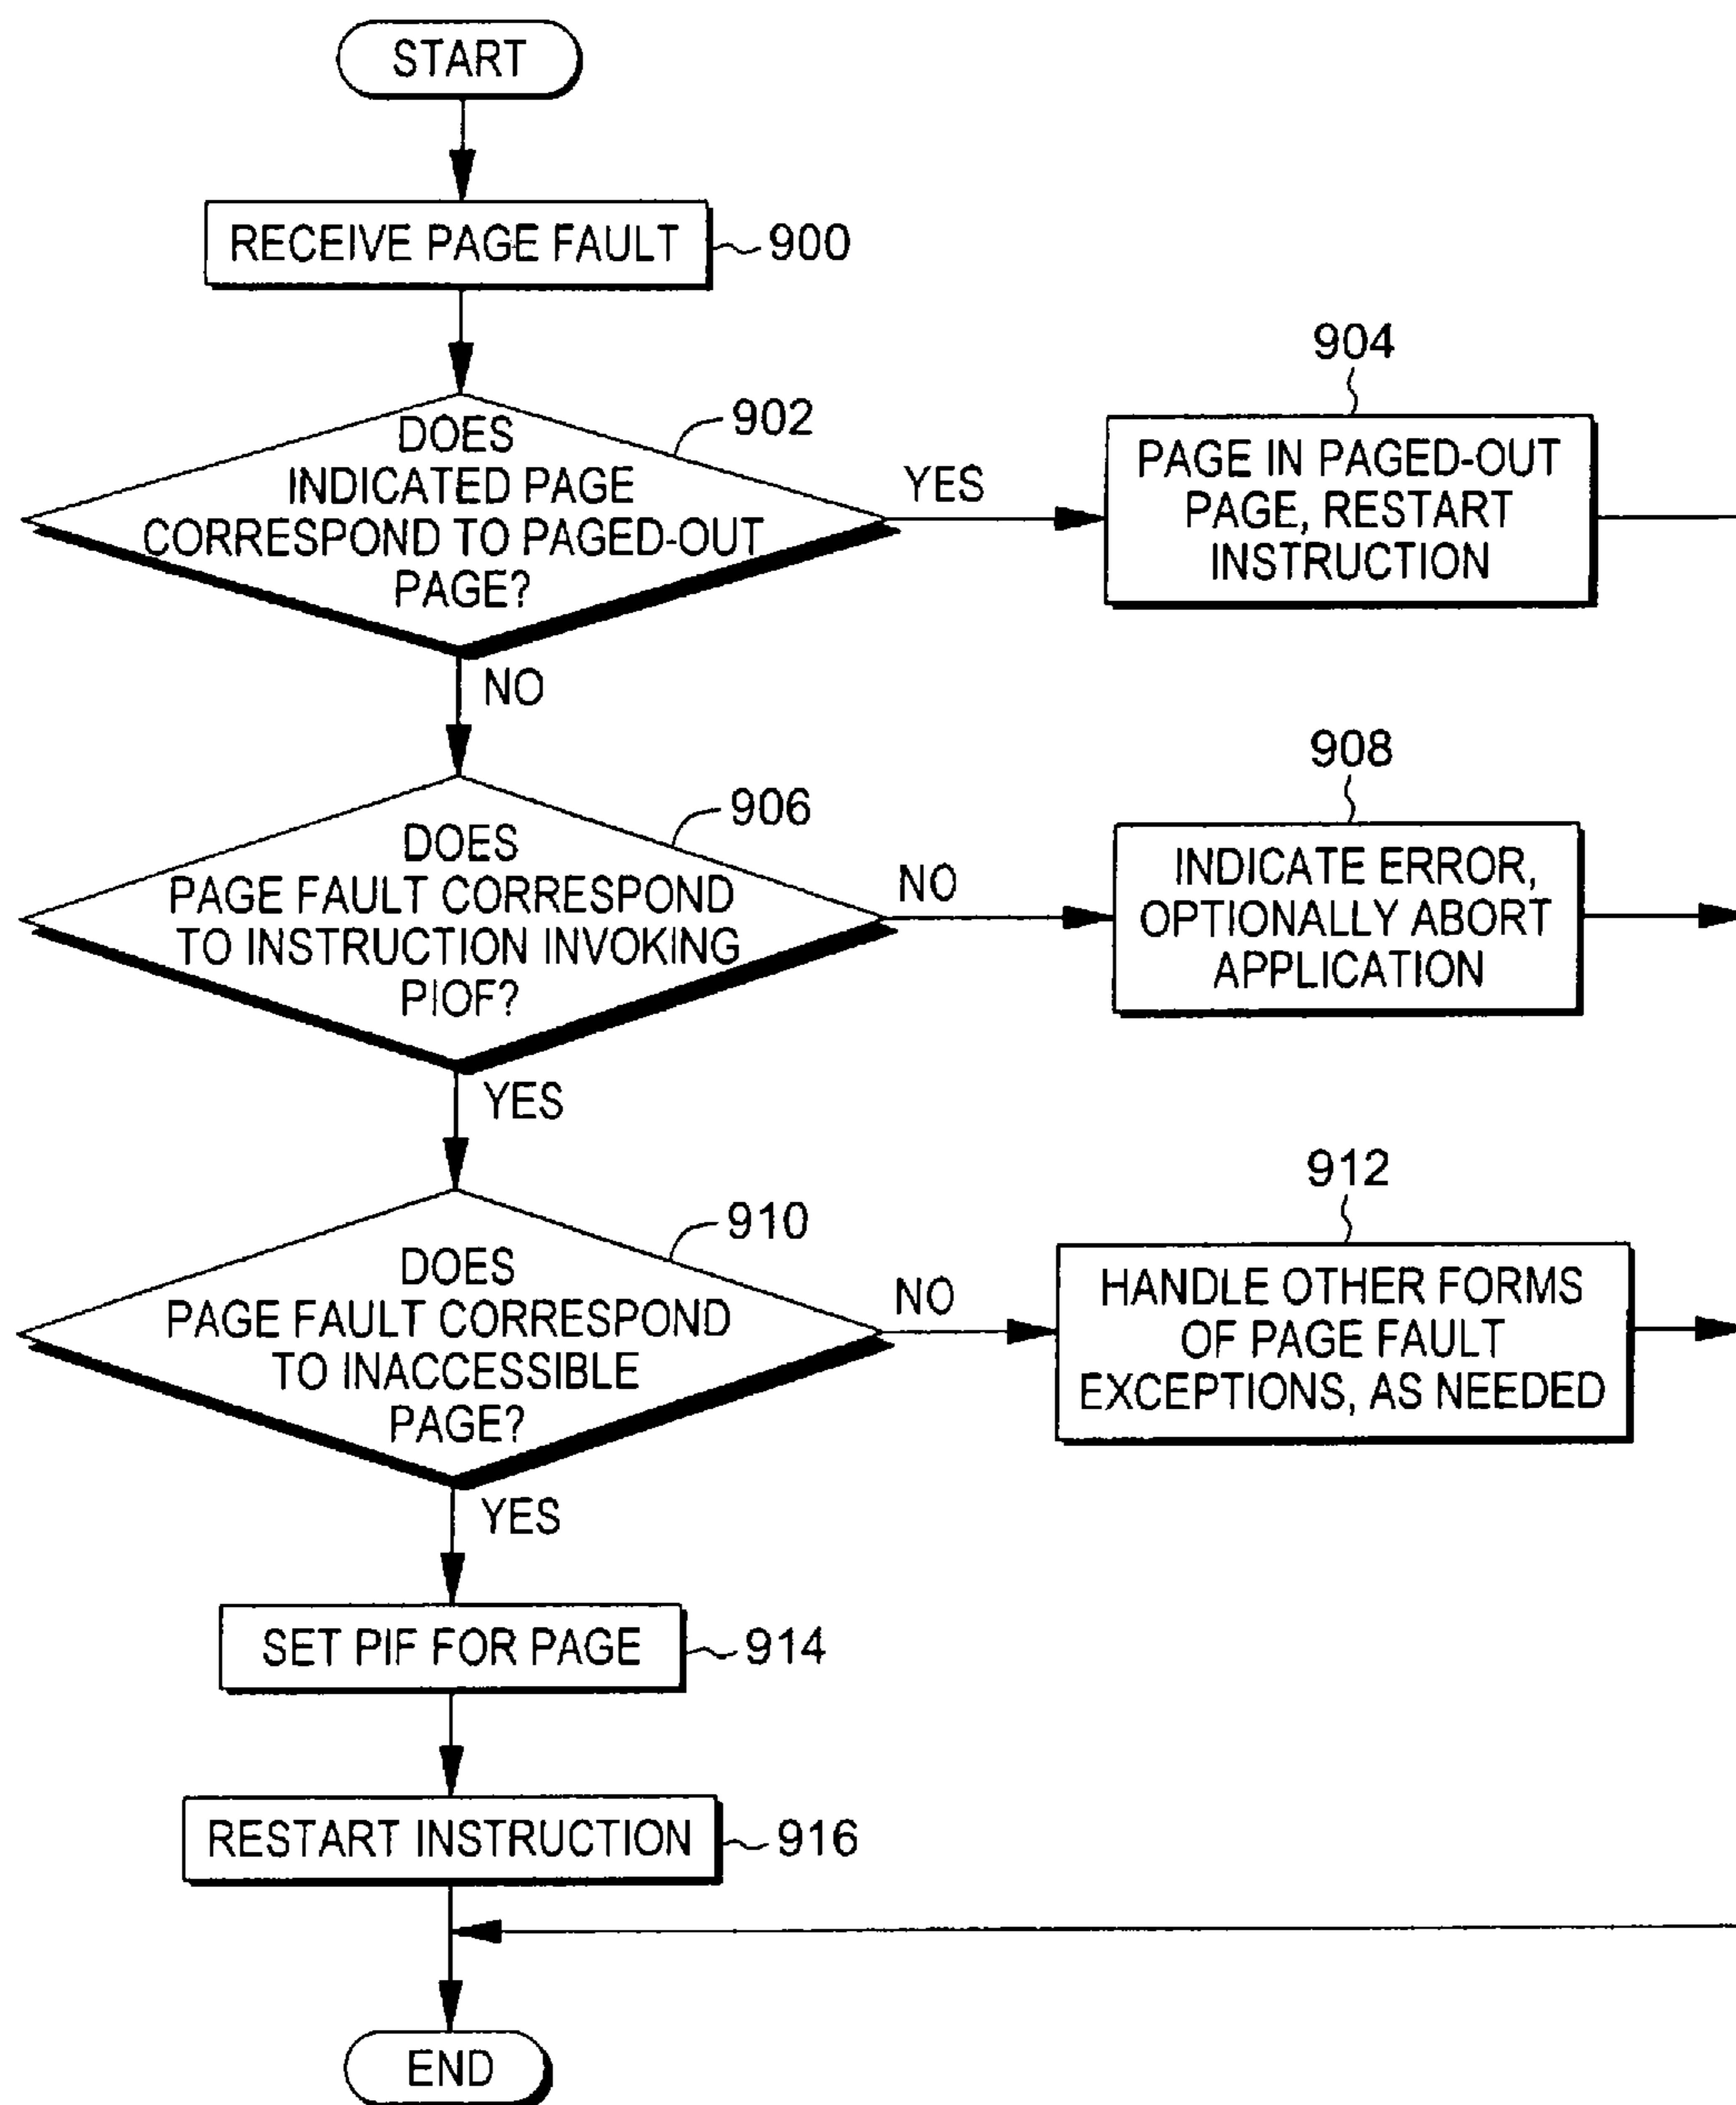 START
RECEIVE PAGE FAULT
900
DOES
INDICATED PAGE
CORRESPOND TO PAGED-OUT
PAGE?
902
YES
904
PAGE IN PAGED-OUT
PAGE, RESTART
INSTRUCTION
NO
DOES
PAGE FAULT CORRESPOND
TO INSTRUCTION INVOKING
PIOF?
906
NO
908
INDICATE ERROR,
OPTIONALLY ABORT
APPLICATION
YES
DOES
PAGE FAULT CORRESPOND
TO INACCESSIBLE
PAGE?
910
NO
912
HANDLE OTHER FORMS
OF PAGE FAULT
EXCEPTIONS, AS NEEDED
YES
SET PIF FOR PAGE
914
RESTART INSTRUCTION
916
END